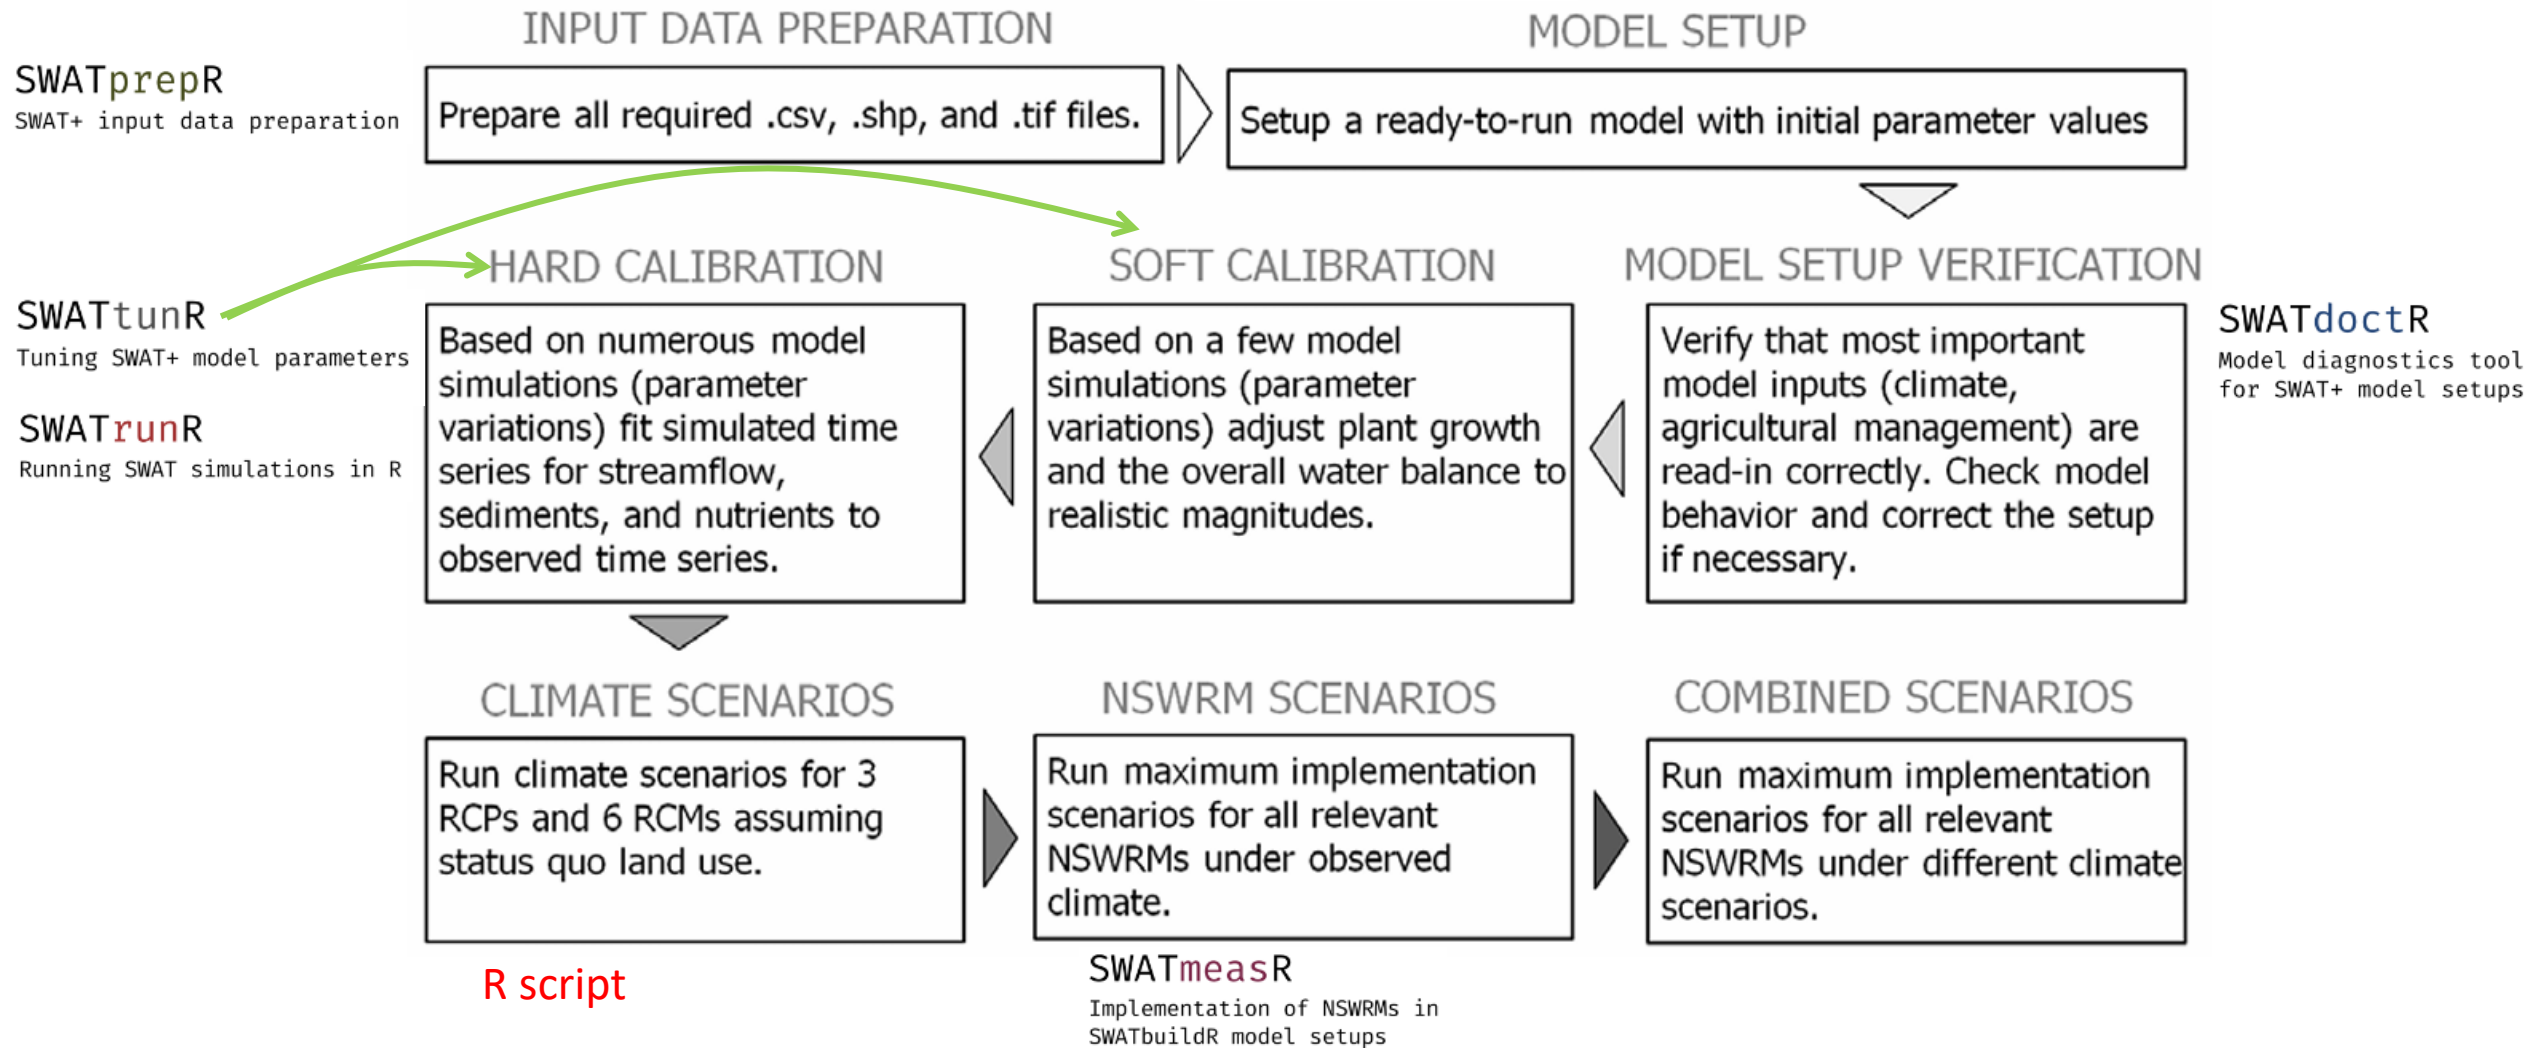 INPUT DATA PREPARATION
MODEL SETUP
SWATprepR
SWAT+ input data preparation
Prepare all required .csv, .shp, and .tif files.
Setup a ready-to-run model with initial parameter values
HARD CALIBRATION
SOFT CALIBRATION
MODEL SETUP VERIFICATION
SWATtunR
Tuning SWAT+ model parameters
SWATrunR
Running SWAT simulations in R
Based on numerous model
simulations (parameter
variations) fit simulated time
series for streamflow,
sediments, and nutrients to
observed time series.
Based on a few model
simulations (parameter
variations) adjust plant growth
and the overall water balance to
realistic magnitudes.
Verify that most important
model inputs (climate,
agricultural management) are
read-in correctly. Check model
behavior and correct the setup
if necessary.
SWATdoctR
Model diagnostics tool
for SWAT+ model setups
CLIMATE SCENARIOS
NSWRM SCENARIOS
COMBINED SCENARIOS
Run climate scenarios for 3
RCPs and 6 RCMs assuming
status quo land use.
Run maximum implementation
scenarios for all relevant
NSWRMs under observed
climate.
Run maximum implementation
scenarios for all relevant
NSWRMs under different climate
scenarios.
R script
SWATmeasR
Implementation of NSWRMs in
SWATbuildR model setups